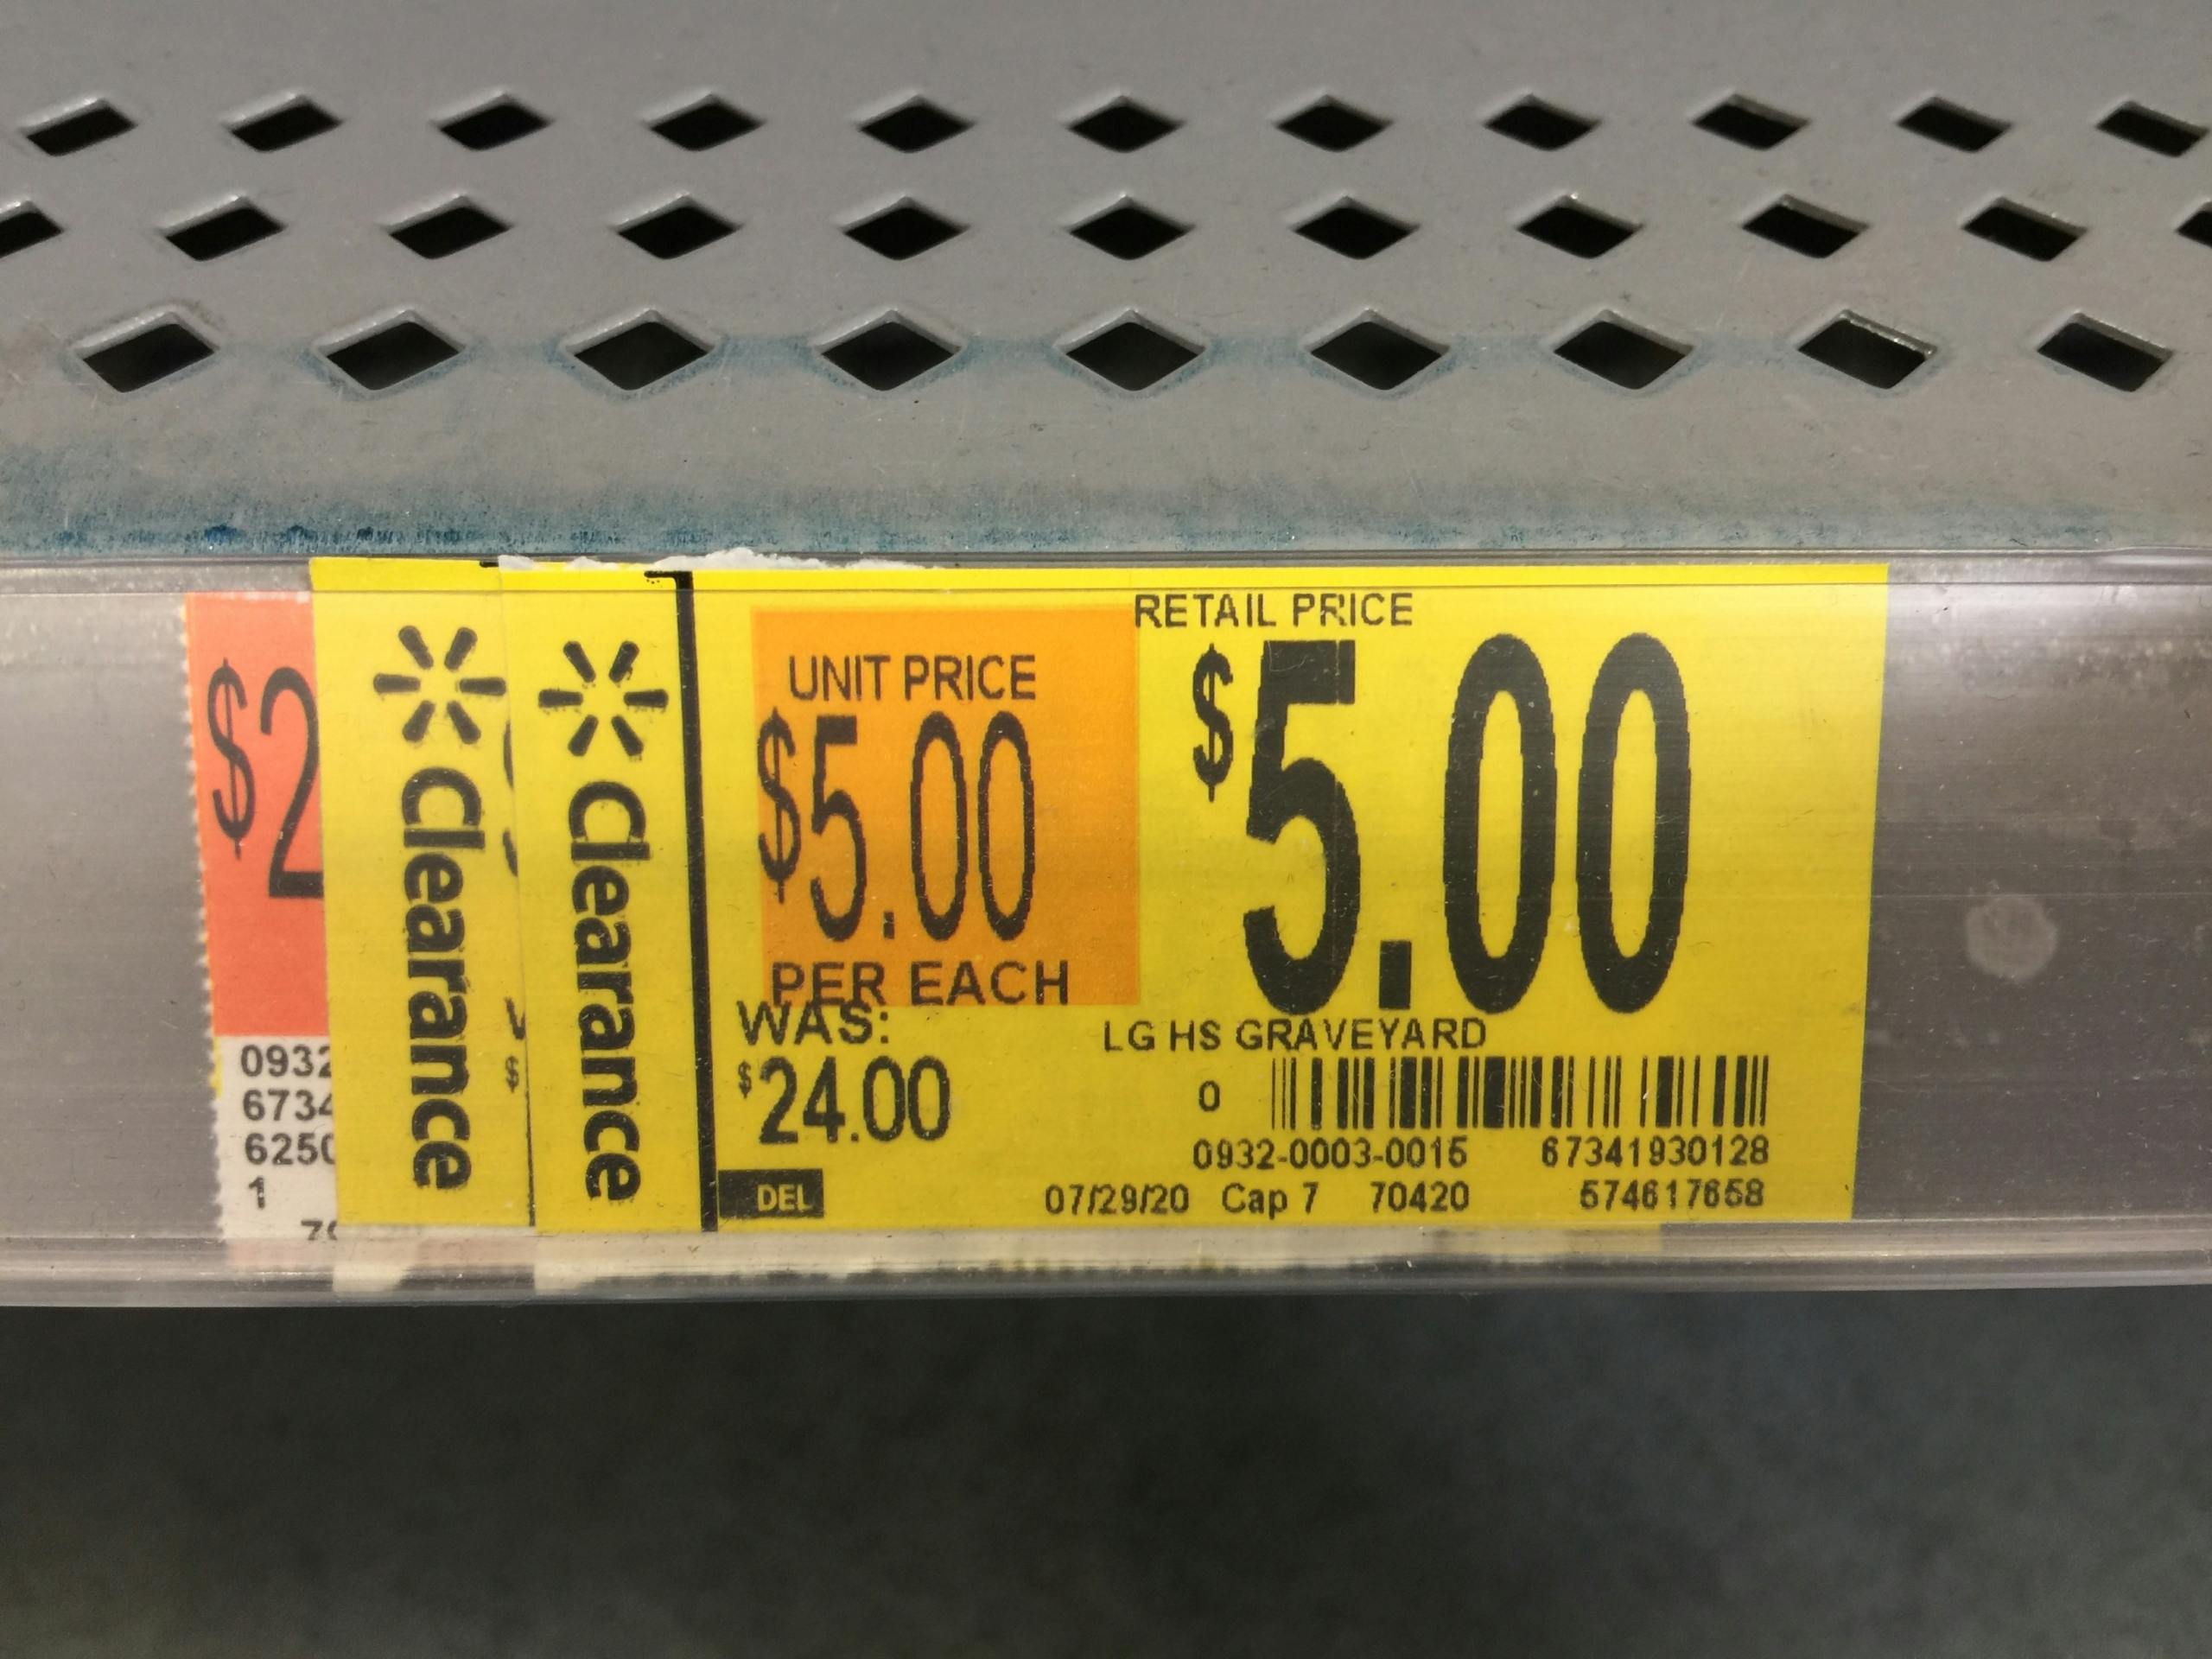 $2
0932
6734
625
1
Clearance
$
Clearance
UNIT PRICE
$5.00
PER EACH
WAS:
$24.00
DEL
RETAIL PRICE
$5.00
LG HS GRAVEYARD
0
0932-0003-0015 67341930128
07/29/20 Cap 7 70420 574617658